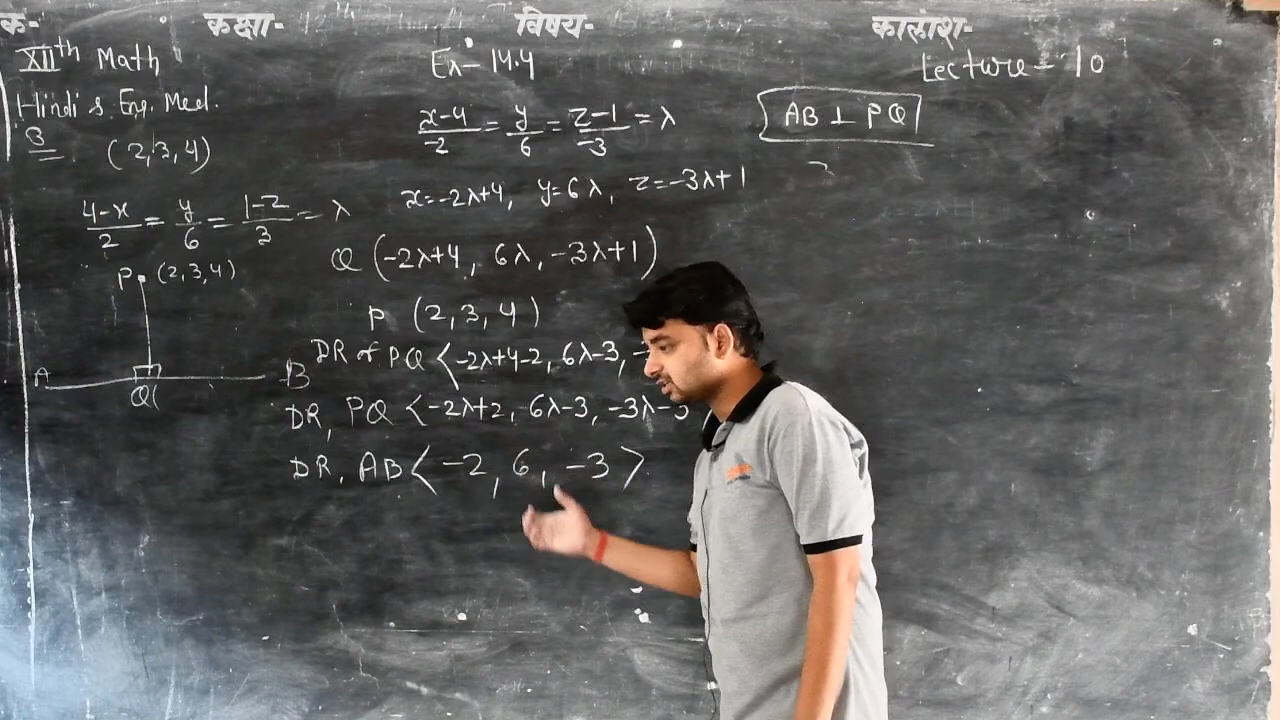 क- कक्षा- 12th विषय- कालांश-
XIIth Math Ex- 14.4 Lecture - 10
Hindi & Eng. Med.
3 (2,3,4)
4-x/2 = y/6 = 1-z/3 = λ
P (2,3,4)
A B
Q
x-4/-2 = y/6 = z-1/-3 = λ
x=-2λ+4, y=6λ, z=-3λ+1
Q (-2λ+4, 6λ, -3λ+1)
P (2,3,4)
DR of PQ < -2λ+4-2, 6λ-3, -
DR, PQ < -2λ+2, 6λ-3, -3λ-3
DR, AB < -2, 6, -3 >
AB ⊥ PQ